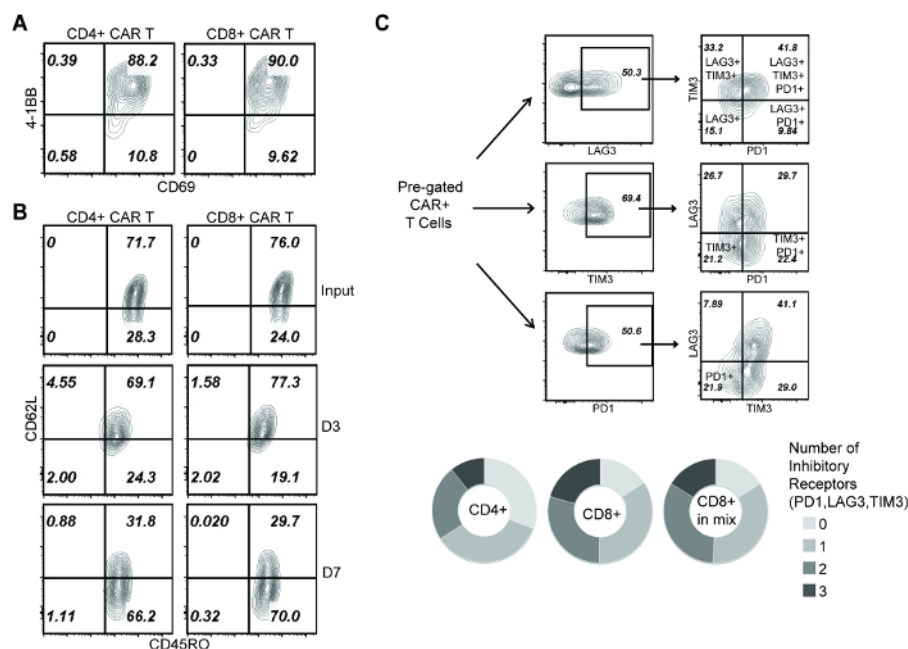 A
CD4+ CAR T
CD8+ CAR T
0.39
88.2
0.33
90.0
4-1BB
0.58
10.8
0
9.62
CD69
B
CD4+ CAR T
CD8+ CAR T
0
71.7
0
76.0
Input
0
28.3
0
24.0
CD62L
4.55
69.1
1.58
77.3
D3
2.00
24.3
2.02
19.1
0.88
31.8
0.020
29.7
D7
1.11
66.2
0.32
70.0
CD45RO
C
Pre-gated
CAR+
T Cells
50.3
LAG3
33.2
41.8
LAG3+
TIM3+
LAG3+
TIM3+
PD1+
TIM3
LAG3+
15.1
LAG3+
PD1+
9.84
PD1
69.4
TIM3
26.7
29.7
LAG3
TIM3+
21.2
TIM3+
PD1+
22.4
PD1
50.6
PD1
7.89
41.1
LAG3
PD1+
21.9
29.0
TIM3
CD4+
CD8+
CD8+
in mix
Number of
Inhibitory
Receptors
(PD1,LAG3,TIM3)
0
1
2
3